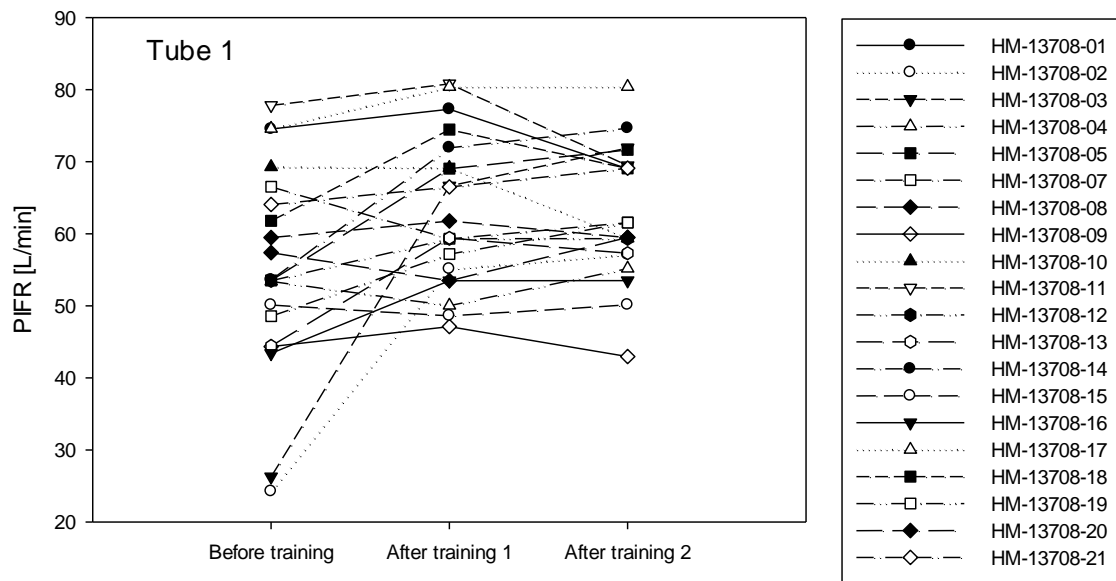 Tube 1
PIFR [L/min]
90
80
70
60
50
40
30
20
Before training After training 1 After training 2
HM-13708-01
HM-13708-02
HM-13708-03
HM-13708-04
HM-13708-05
HM-13708-07
HM-13708-08
HM-13708-09
HM-13708-10
HM-13708-11
HM-13708-12
HM-13708-13
HM-13708-14
HM-13708-15
HM-13708-16
HM-13708-17
HM-13708-18
HM-13708-19
HM-13708-20
HM-13708-21